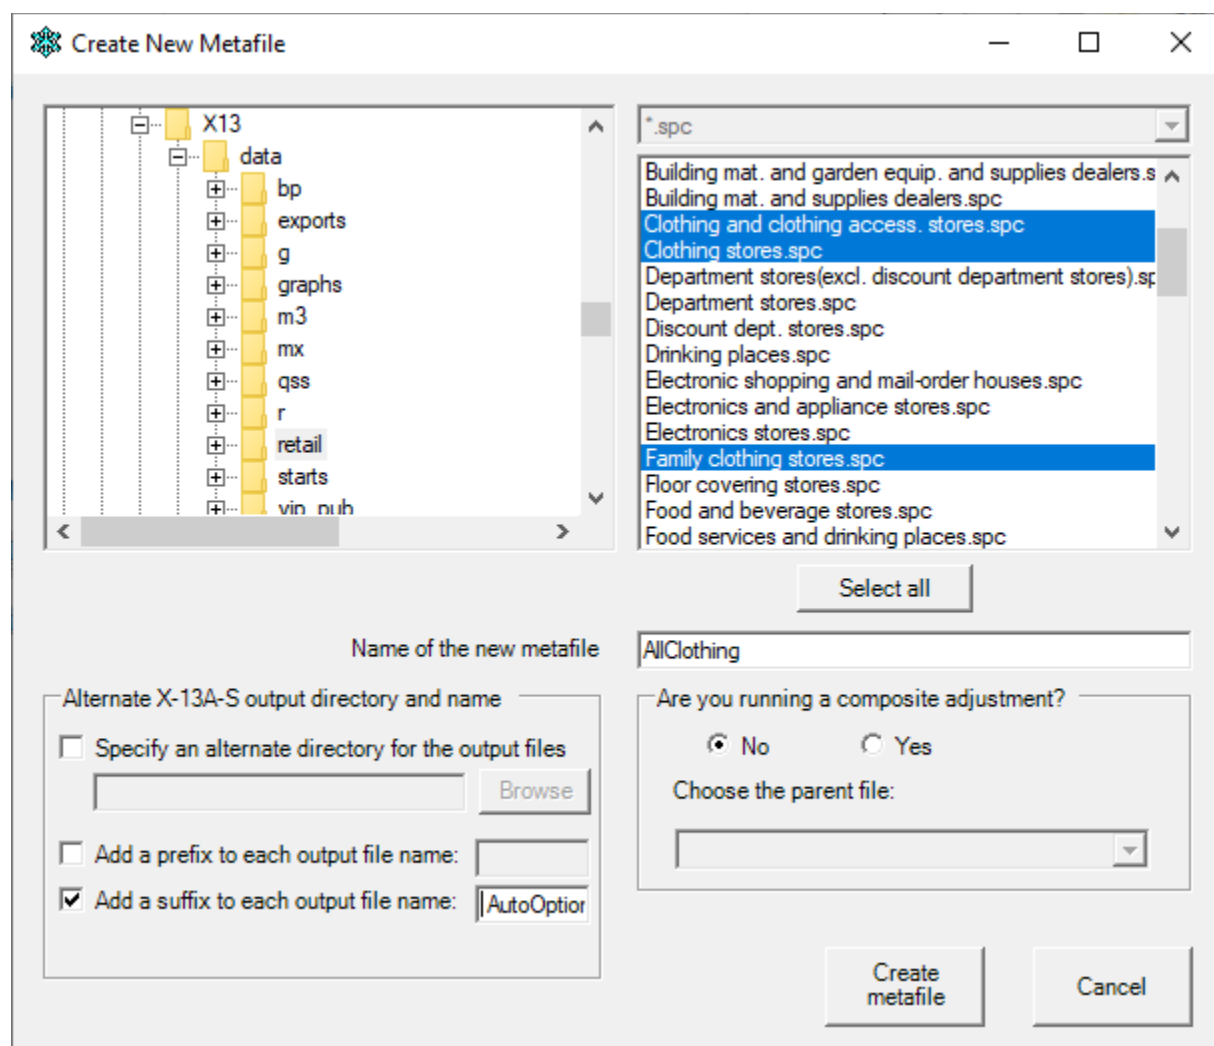 Create New Metafile
X13
data
bp
exports
g
graphs
m3
mx
qss
r
retail
starts
vip_pub
*.spc
Building mat. and garden equip. and supplies dealers.s
Building mat. and supplies dealers.spc
Clothing and clothing access. stores.spc
Clothing stores.spc
Department stores(excl. discount department stores).sp
Department stores.spc
Discount dept. stores.spc
Drinking places.spc
Electronic shopping and mail-order houses.spc
Electronics and appliance stores.spc
Electronics stores.spc
Family clothing stores.spc
Floor covering stores.spc
Food and beverage stores.spc
Food services and drinking places.spc
Select all
Name of the new metafile
AllClothing
Alternate X-13A-S output directory and name
Specify an alternate directory for the output files
Browse
Add a prefix to each output file name:
Add a suffix to each output file name:
AutoOption
Are you running a composite adjustment?
No
Yes
Choose the parent file:
Create
metafile
Cancel